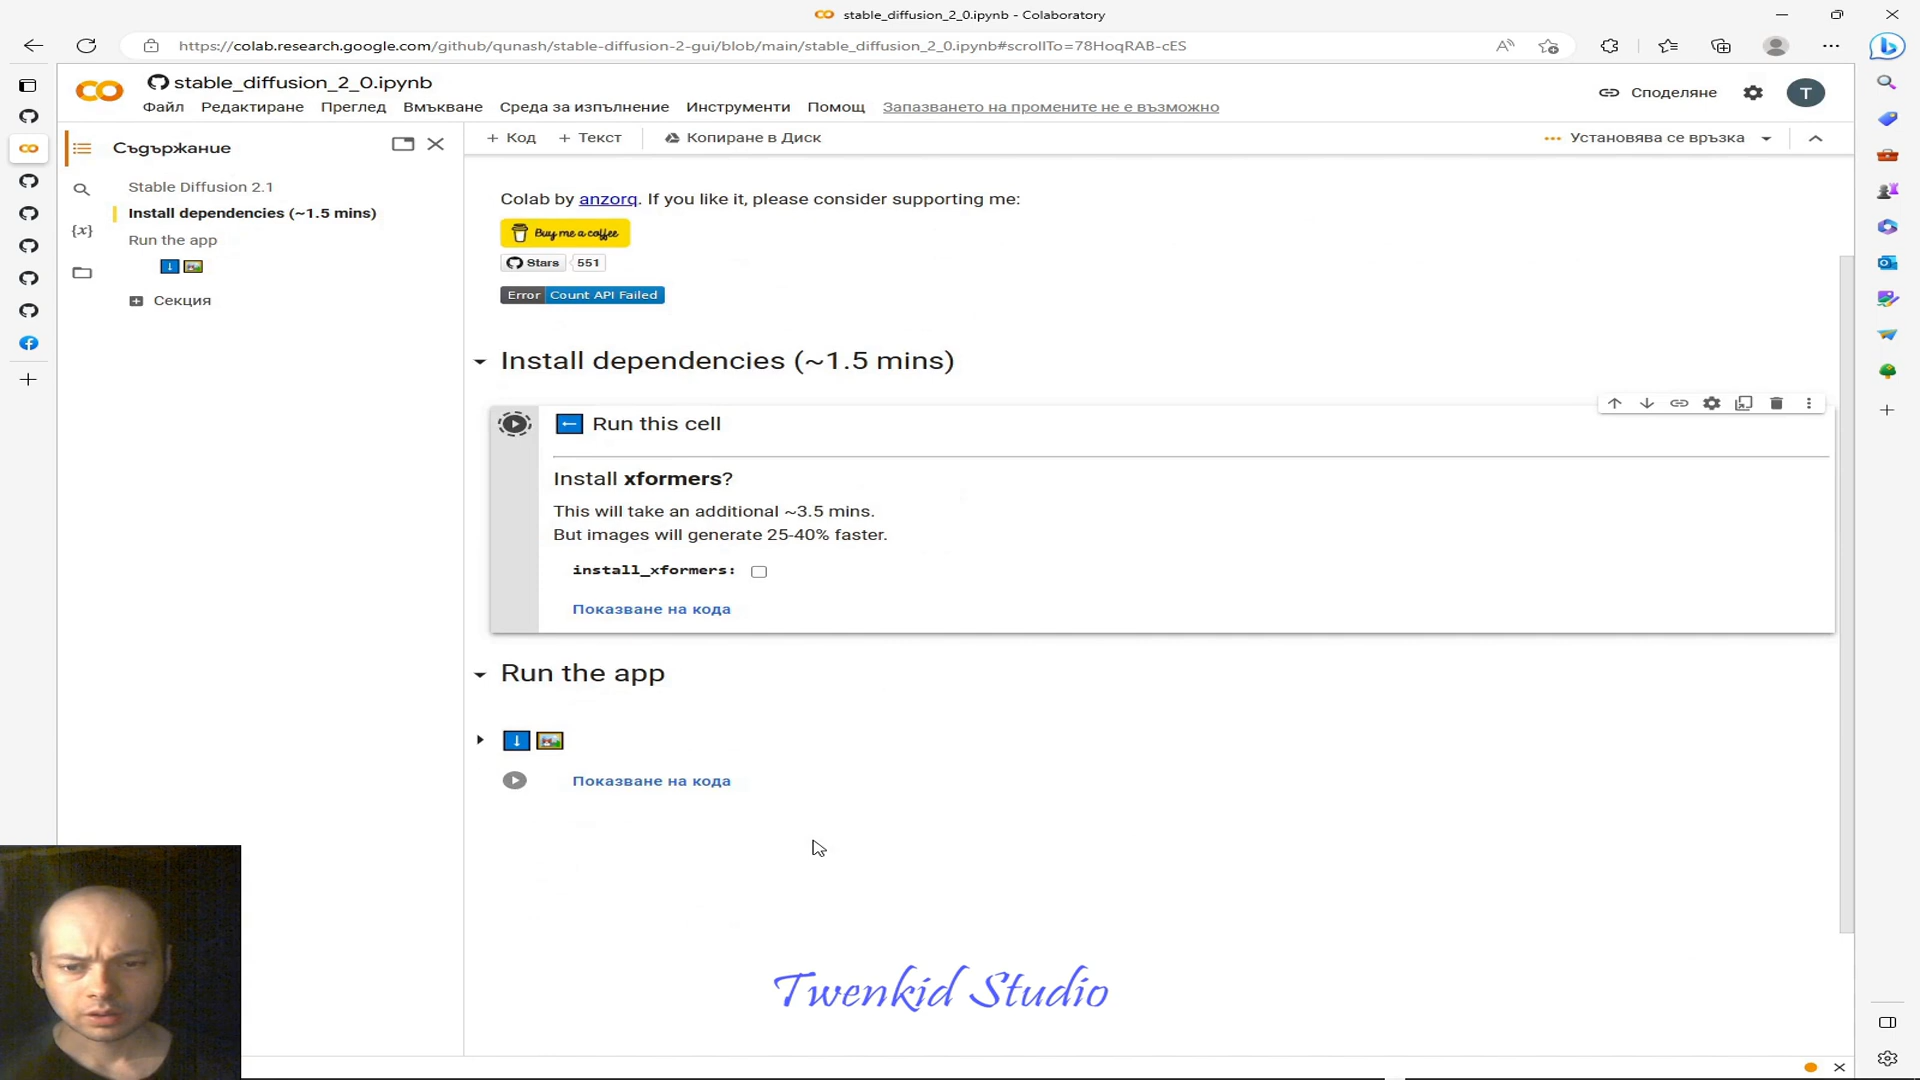 stable_diffusion_2_0.ipynb - Colaboratory
https://colab.research.google.com/github/qunash/stable-diffusion-2-gui/blob/main/stable_diffusion_2_0.ipynb#scrollTo=78HoqRAB-cES
stable_diffusion_2_0.ipynb
Файл Редактиране Преглед Вмъкване Среда за изпълнение Инструменти Помощ Запазването на промените не е възможно
Споделяне
T
Съдържание
+ Код + Текст Копиране в Диск
Установява се връзка
Stable Diffusion 2.1
Install dependencies (~1.5 mins)
Run the app
Секция
{x}
Colab by anzorq. If you like it, please consider supporting me:
Buy me a coffee
Stars 551
Error Count API Failed
Install dependencies (~1.5 mins)
Run this cell
Install xformers?
This will take an additional ~3.5 mins.
But images will generate 25-40% faster.
install_xformers:
Показване на кода
Run the app
Показване на кода
Twenkid Studio